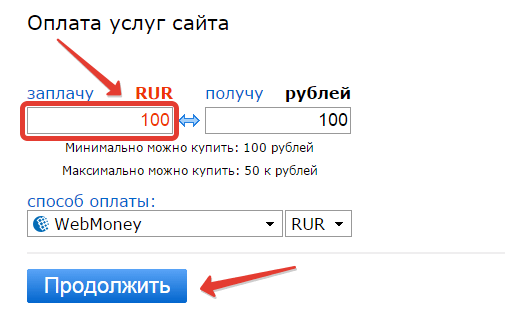 Оплата услуг сайта
заплачу RUR получу рублей
100 100
Минимально можно купить: 100 рублей
Максимально можно купить: 50 к рублей
способ оплаты:
WebMoney RUR
Продолжить